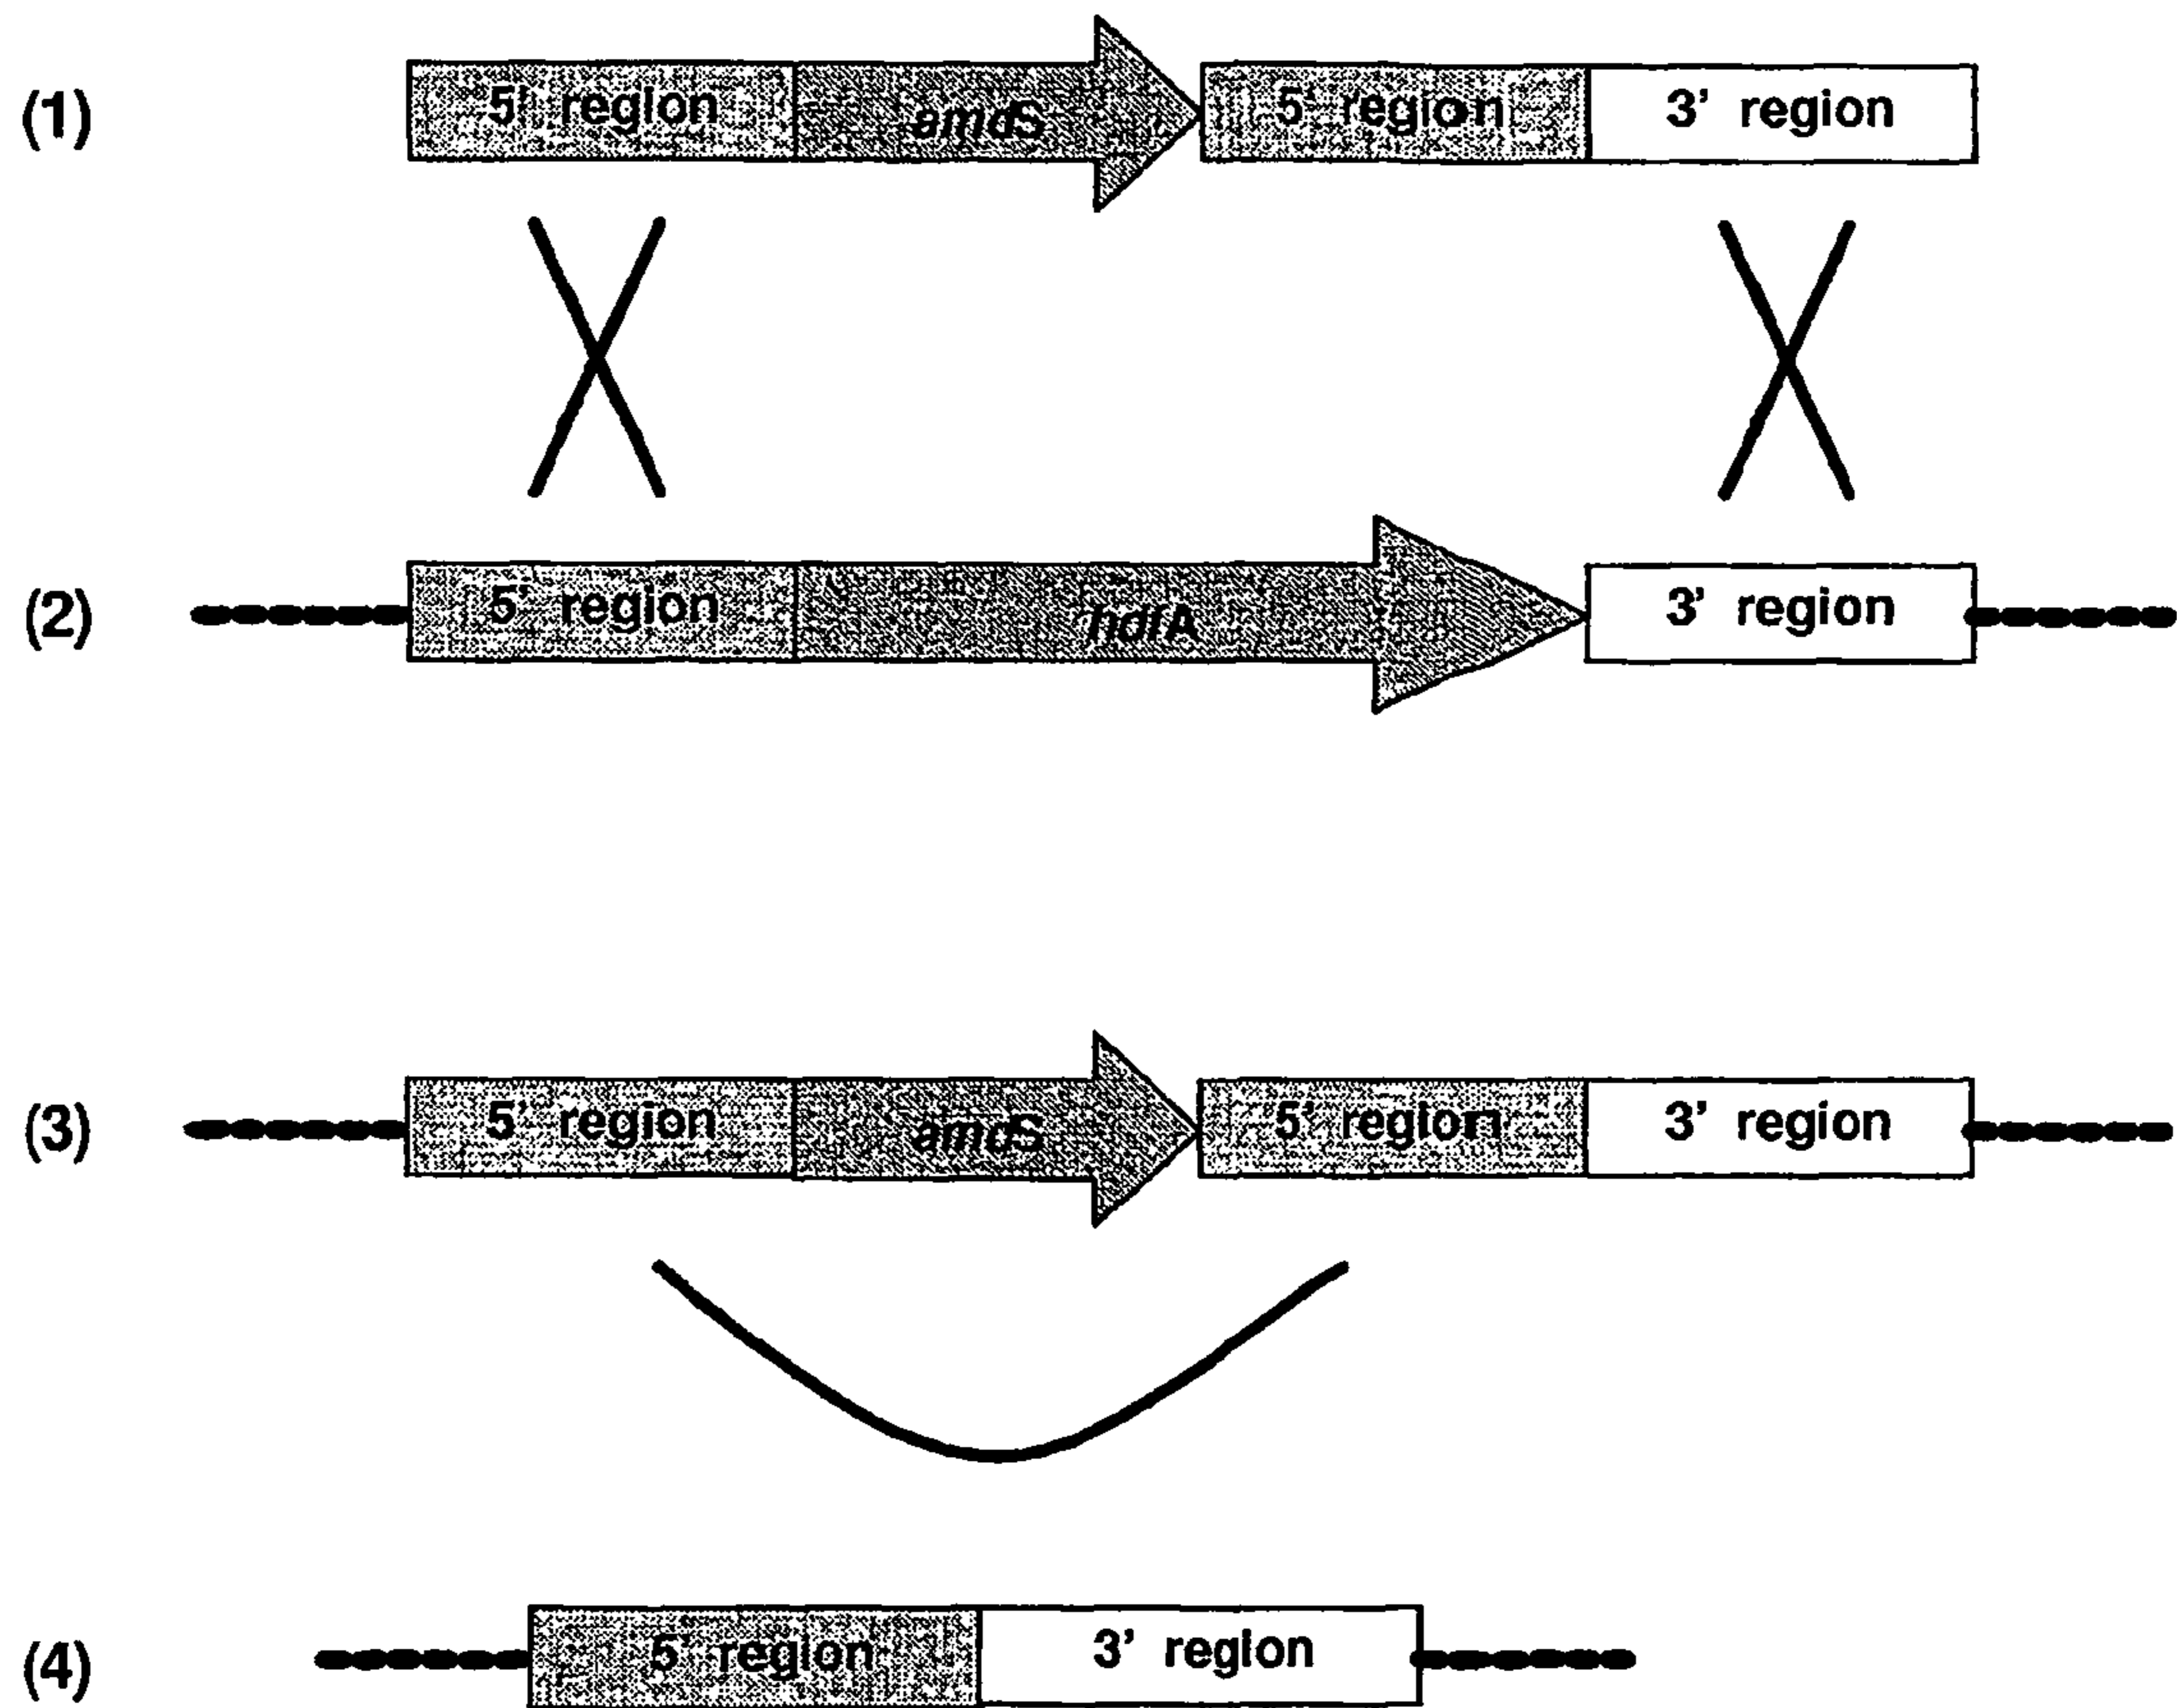 (1) 5' region amdS 5' region 3' region
(2) 5' region hdfA 3' region
(3) 5' region amdS 5' region 3' region
(4) 5' region 3' region